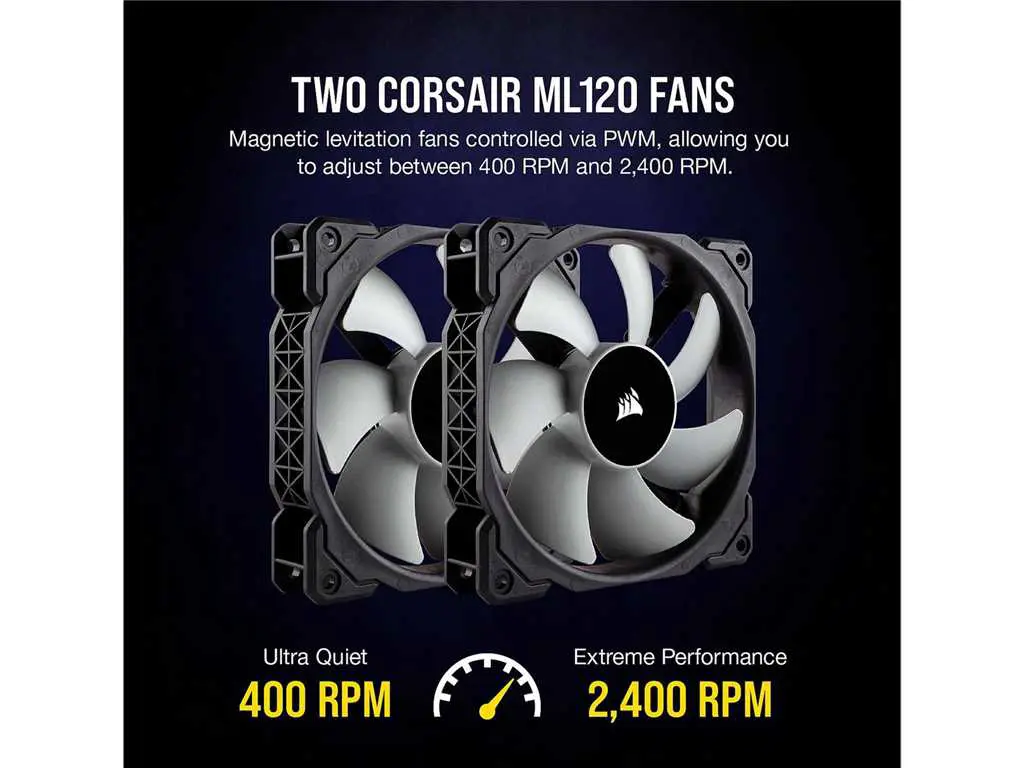 TWO CORSAIR ML120 FANS
Magnetic levitation fans controlled via PWM, allowing you
to adjust between 400 RPM and 2,400 RPM.
Ultra Quiet
400 RPM
Extreme Performance
2,400 RPM